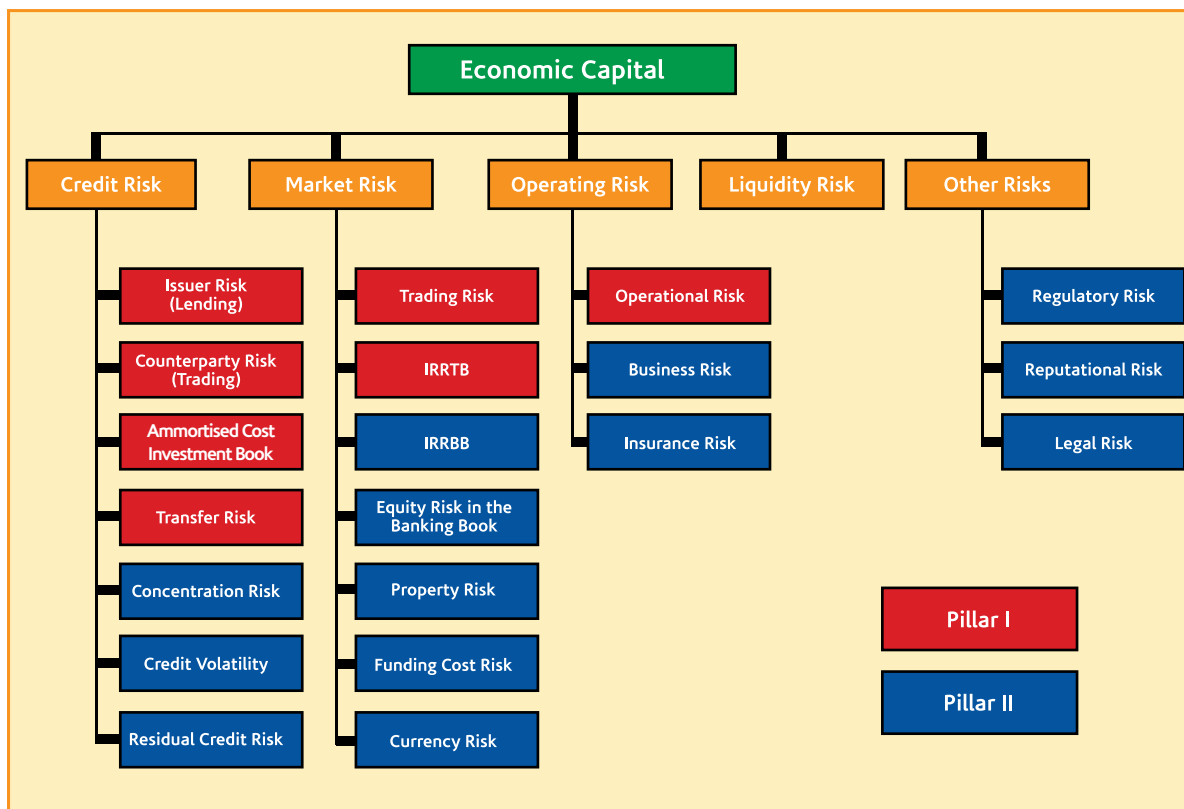 Economic Capital
Credit Risk
Market Risk
Operating Risk
Liquidity Risk
Other Risks
Issuer Risk
(Lending)
Counterparty Risk
(Trading)
Ammortised Cost
Investment Book
Transfer Risk
Concentration Risk
Credit Volatility
Residual Credit Risk
Trading Risk
IRRTB
IRRBB
Equity Risk in the
Banking Book
Property Risk
Funding Cost Risk
Currency Risk
Operational Risk
Business Risk
Insurance Risk
Regulatory Risk
Reputational Risk
Legal Risk
Pillar I
Pillar II